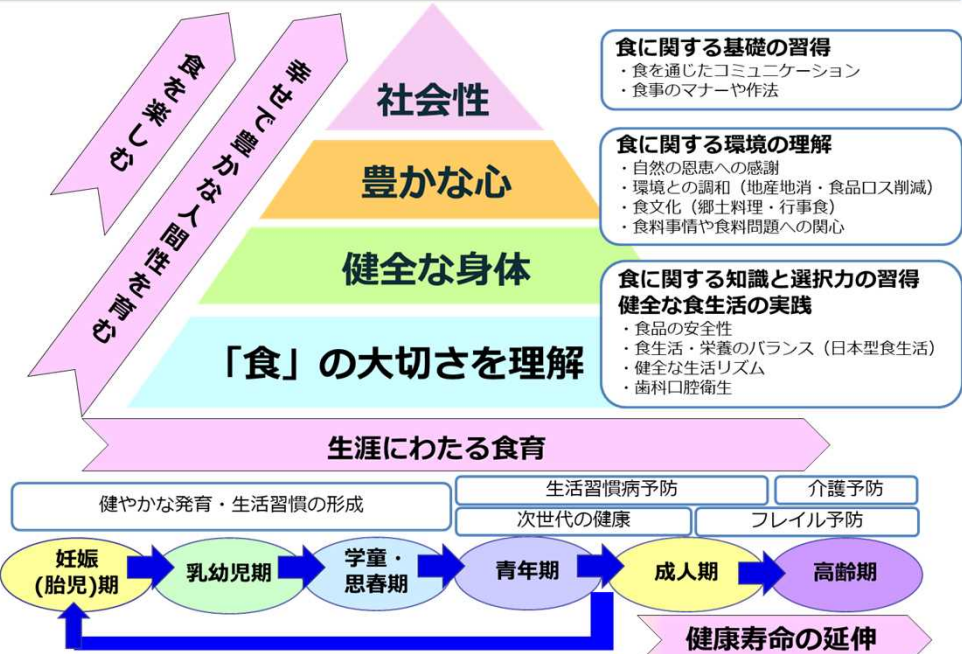 食を楽しむ
幸せで豊かな人間性を育む
社会性
豊かな心
健全な身体
「食」の大切さを理解
食に関する基礎の習得
・食を通じたコミュニケーション
・食事のマナーや作法
食に関する環境の理解
・自然の恩恵への感謝
・環境との調和（地産地消・食品ロス削減）
・食文化（郷土料理・行事食）
・食料事情や食料問題への関心
食に関する知識と選択力の習得
健全な食生活の実践
・食品の安全性
・食生活・栄養のバランス（日本型食生活）
・健全な生活リズム
・歯科口腔衛生
生涯にわたる食育
健やかな発育・生活習慣の形成
生活習慣病予防
介護予防
次世代の健康
フレイル予防
妊娠
(胎児)期
乳幼児期
学童・
思春期
青年期
成人期
高齢期
健康寿命の延伸